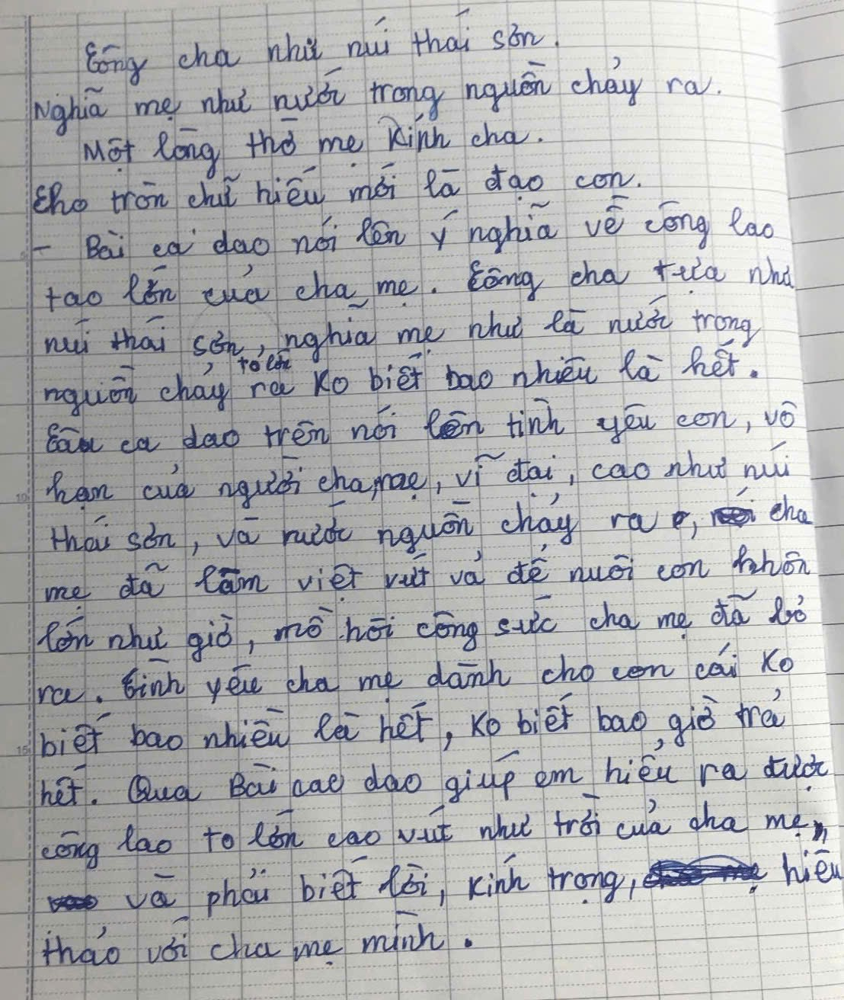 Công cha như núi thái sơn.
Nghĩa mẹ như nước trong nguồn chảy ra.
Một lòng thờ mẹ kính cha.
Cho tròn chữ hiếu mới là đạo con.
- Bài ca dao nói lên ý nghĩa về công lao
tao lớn của cha mẹ. Công cha tựa như
núi thái sơn, nghĩa mẹ như là nước trong
nguồn chảy ra to lớn ko biết bao nhiêu là hết.
Câu ca dao trên nói lên tình yêu con, vô
hạn của người cha, mẹ, vĩ đại, cao như núi
thái sơn, và nước nguồn chảy ra, cha
mẹ đã làm việt vất vả để nuôi con khôn
lớn như giờ, mồ hôi công sức cha mẹ đã bỏ
ra. Tình yêu cha mẹ dành cho con cái ko
biết bao nhiêu là hết, ko biết bao giờ trả
hết. Qua Bài cao dao giúp em hiểu ra được
công lao to lớn cao vút như trời của cha mẹ,
và phải biết lời, kính trọng, hiếu
thảo với cha mẹ mình.